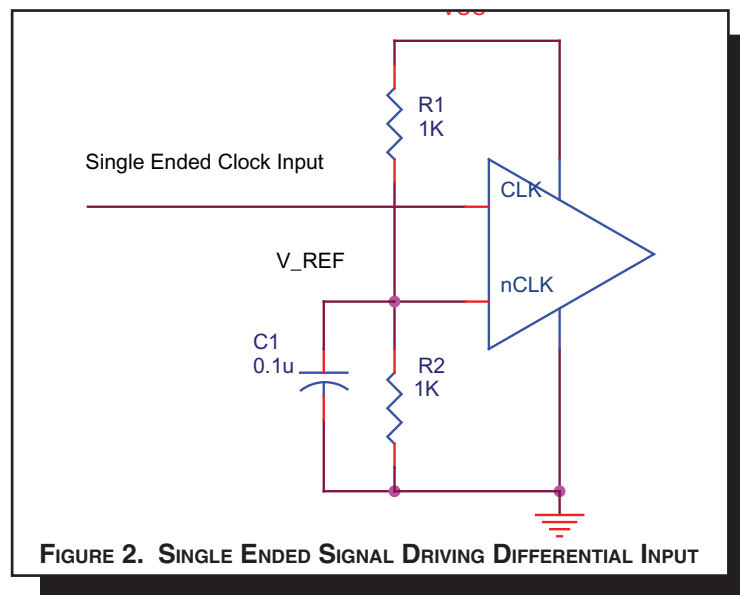 R1
1K
Single Ended Clock Input
CLK
V_REF
nCLK
C1
0.1u
R2
1K
FIGURE 2. SINGLE ENDED SIGNAL DRIVING DIFFERENTIAL INPUT